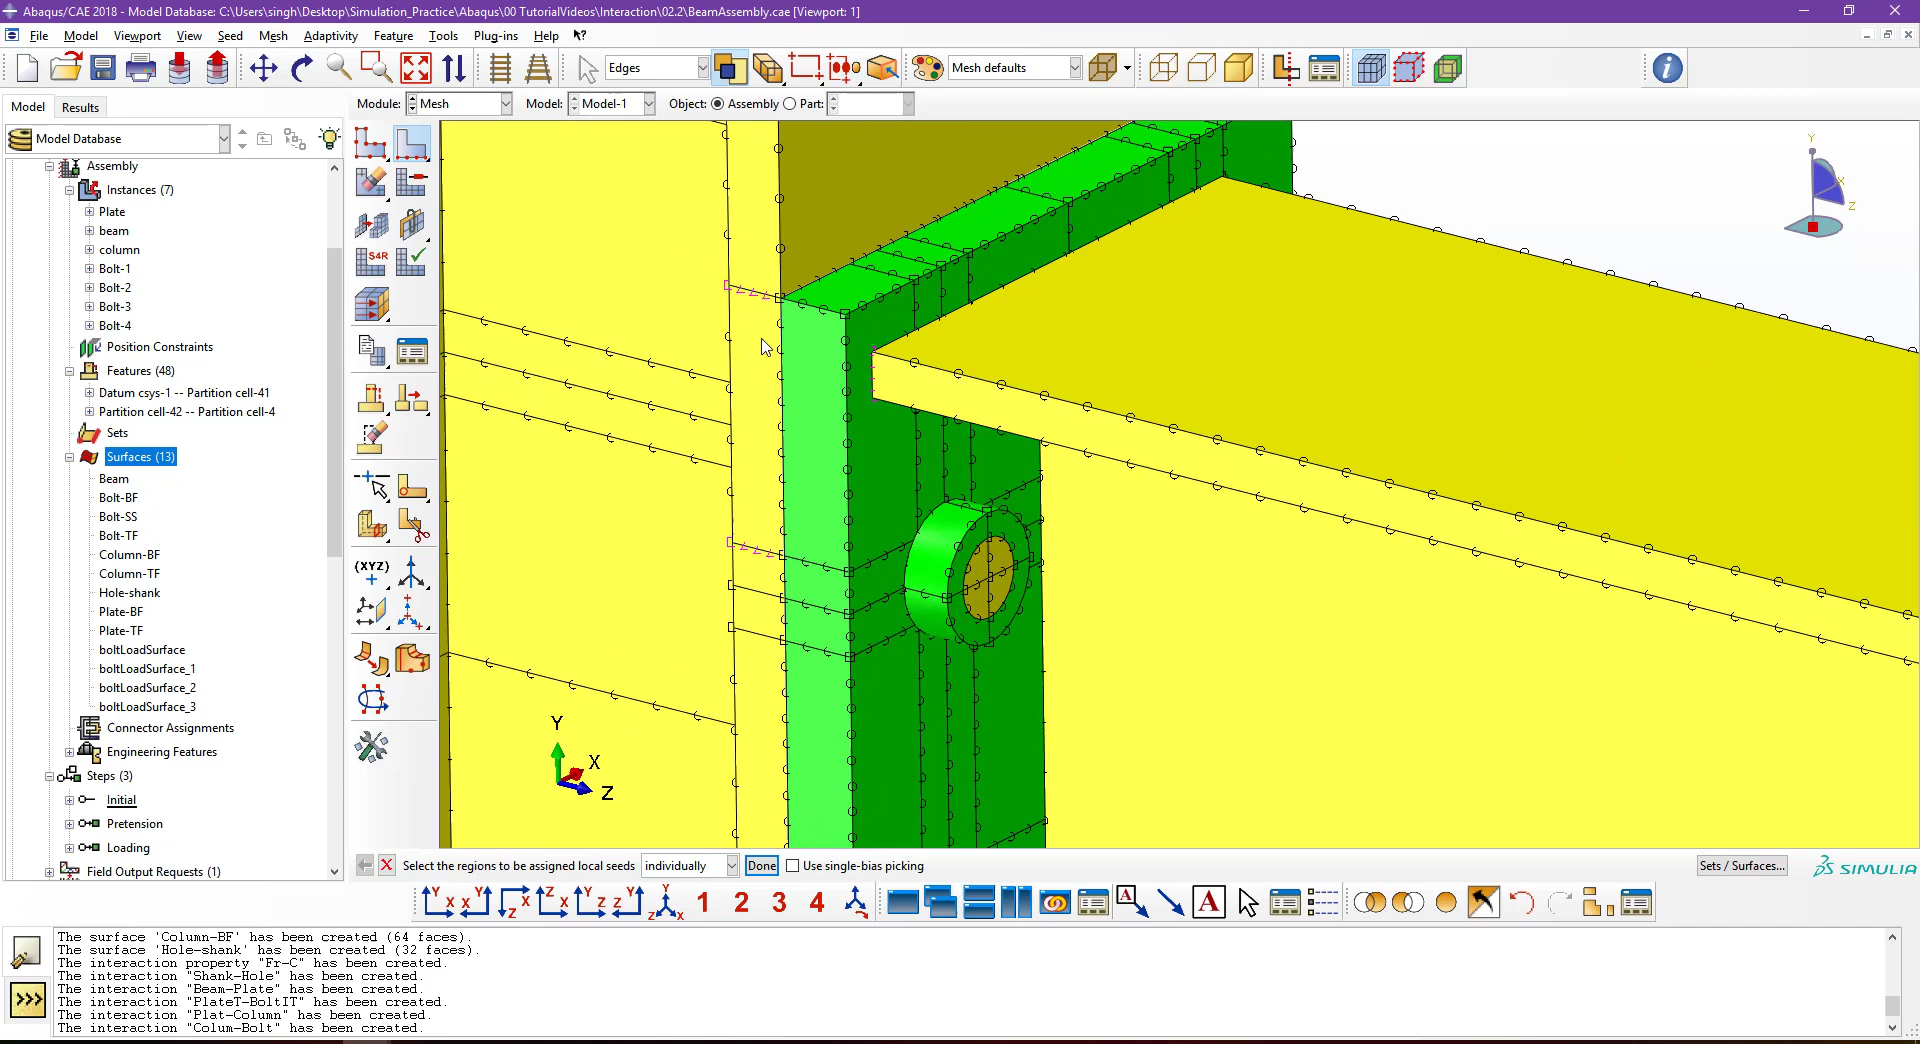 Abaqus/CAE 2018 - Model Database: C:\Users\singh\Desktop\Simulation_Practice\Abaqus\00 TutorialVideos\Interaction\02.2\BeamAssembly.cae [Viewport: 1]
File Model Viewport View Seed Mesh Adaptivity Feature Tools Plug-ins Help
Edges
Mesh defaults
Model Results
Module: Mesh Model: Model-1 Object: Assembly Part:
Model Database
Assembly
Instances (7)
Plate
beam
column
Bolt-1
Bolt-2
Bolt-3
Bolt-4
Position Constraints
Features (48)
Datum csys-1 -- Partition cell-41
Partition cell-42 -- Partition cell-4
Sets
Surfaces (13)
Beam
Bolt-BF
Bolt-SS
Bolt-TF
Column-BF
Column-TF
Hole-shank
Plate-BF
Plate-TF
boltLoadSurface
boltLoadSurface_1
boltLoadSurface_2
boltLoadSurface_3
Connector Assignments
Engineering Features
Steps (3)
Initial
Pretension
Loading
Field Output Requests (1)
S4R
(XYZ)
Y
X
Z
Y
X
Z
Select the regions to be assigned local seeds individually Done Use single-bias picking Sets / Surfaces...
SIMULIA
1 2 3 4
A
A
The surface 'Column-BF' has been created (64 faces).
The surface 'Hole-shank' has been created (32 faces).
The interaction property "Fr-C" has been created.
The interaction "Shank-Hole" has been created.
The interaction "Beam-Plate" has been created.
The interaction "PlateT-BoltIT" has been created.
The interaction "Plat-Column" has been created.
The interaction "Colum-Bolt" has been created.
>>>